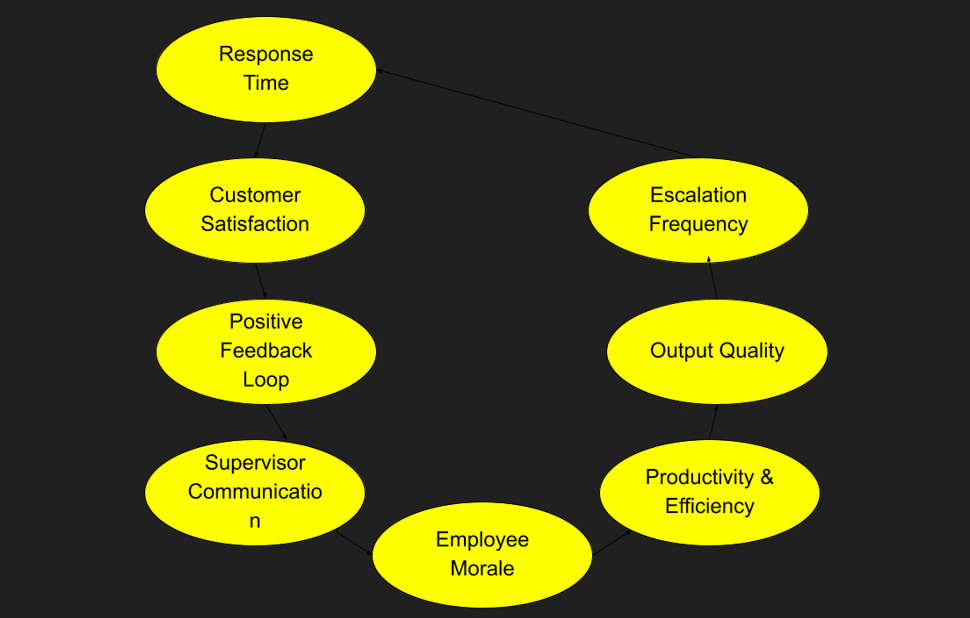 Response
Time
Customer
Satisfaction
Escalation
Frequency
Positive
Feedback
Loop
Output Quality
Supervisor
Communicatio
n
Productivity &
Efficiency
Employee
Morale